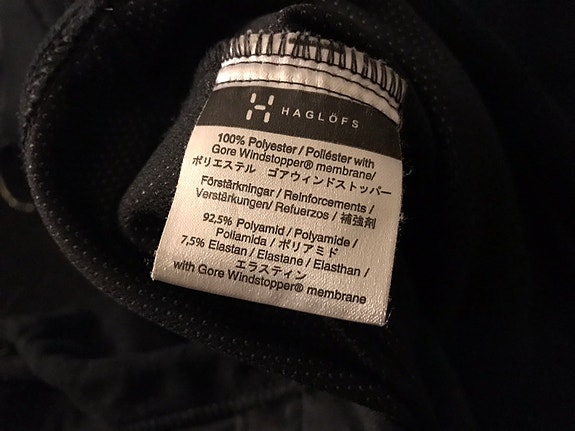 HAGLÖFS
100% Polyester / Poliéster with
Gore Windstopper® membrane/
ポリエステル ゴアウィンドストッパー
Förstärkningar / Reinforcements /
Verstärkungen/ Refuerzos / 補強剤
92,5% Polyamid / Polyamide /
Poliamida / ポリアミド
7,5% Elastan / Elastane / Elasthan /
エラスティン
with Gore Windstopper® membrane